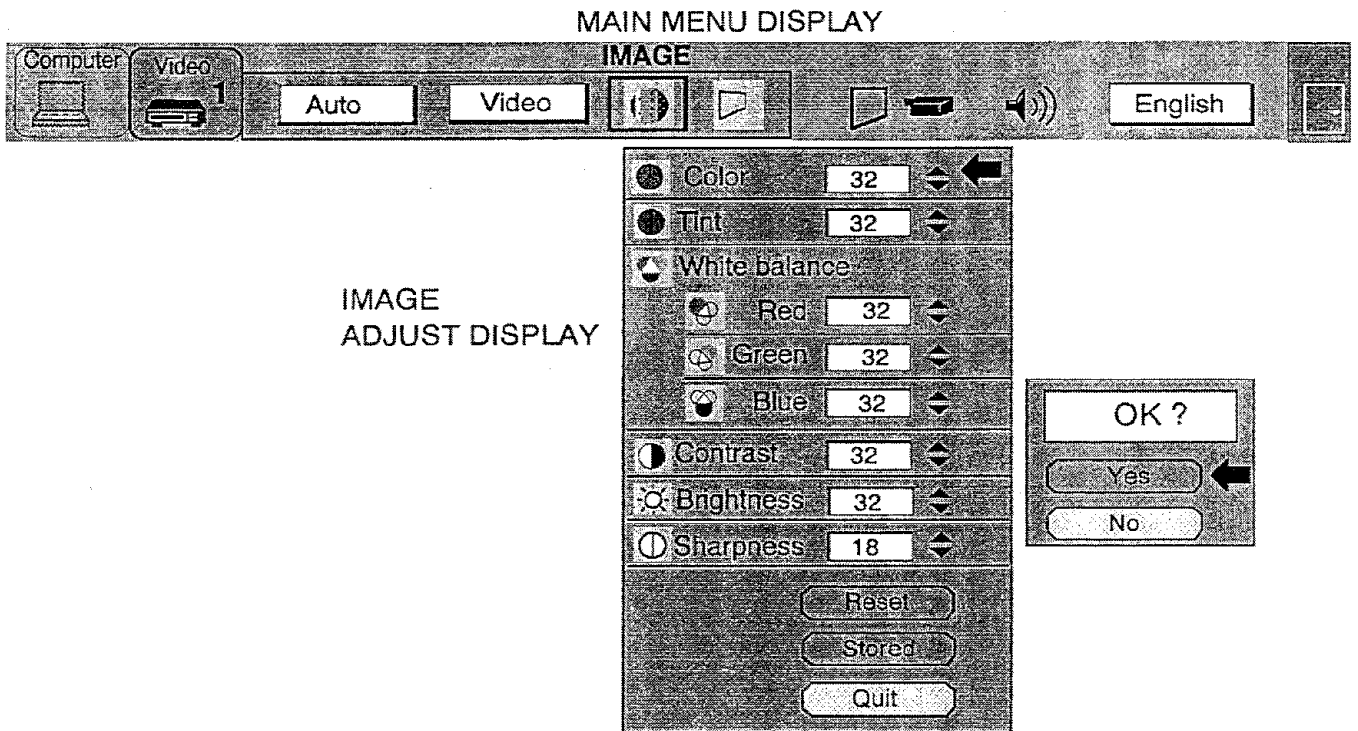 MAIN MENU DISPLAY
IMAGE
Computer
Video
1
Auto
Video
English
Color 32
Tint 32
White balance
IMAGE
ADJUST DISPLAY
Red 32
Green 32
Blue 32
Contrast 32
Brightness 32
Sharpness 18
Reset
Stored
Quit
OK ?
Yes
No